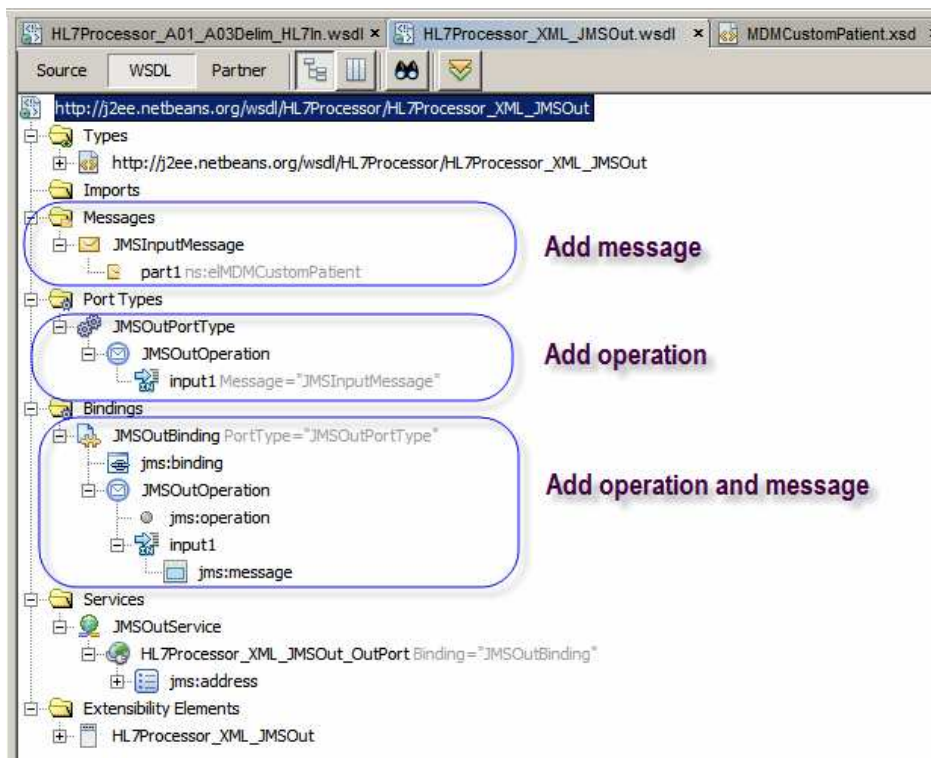 HL7Processor_A01_A03Delim_HL7In.wsdl × HL7Processor_XML_JMSOut.wsdl × MDMCustomPatient.xsd
Source WSDL Partner
http://j2ee.netbeans.org/wsdl/HL7Processor/HL7Processor_XML_JMSOut
Types
http://j2ee.netbeans.org/wsdl/HL7Processor/HL7Processor_XML_JMSOut
Imports
Messages
JMSInputMessage
part1 ns:elMDMCustomPatient
Add message
Port Types
JMSOutPortType
JMSOutOperation
input1 Message="JMSInputMessage"
Add operation
Bindings
JMSOutBinding PortType="JMSOutPortType"
jms:binding
JMSOutOperation
jms:operation
input1
jms:message
Add operation and message
Services
JMSOutService
HL7Processor_XML_JMSOut_OutPort Binding="JMSOutBinding"
jms:address
Extensibility Elements
HL7Processor_XML_JMSOut